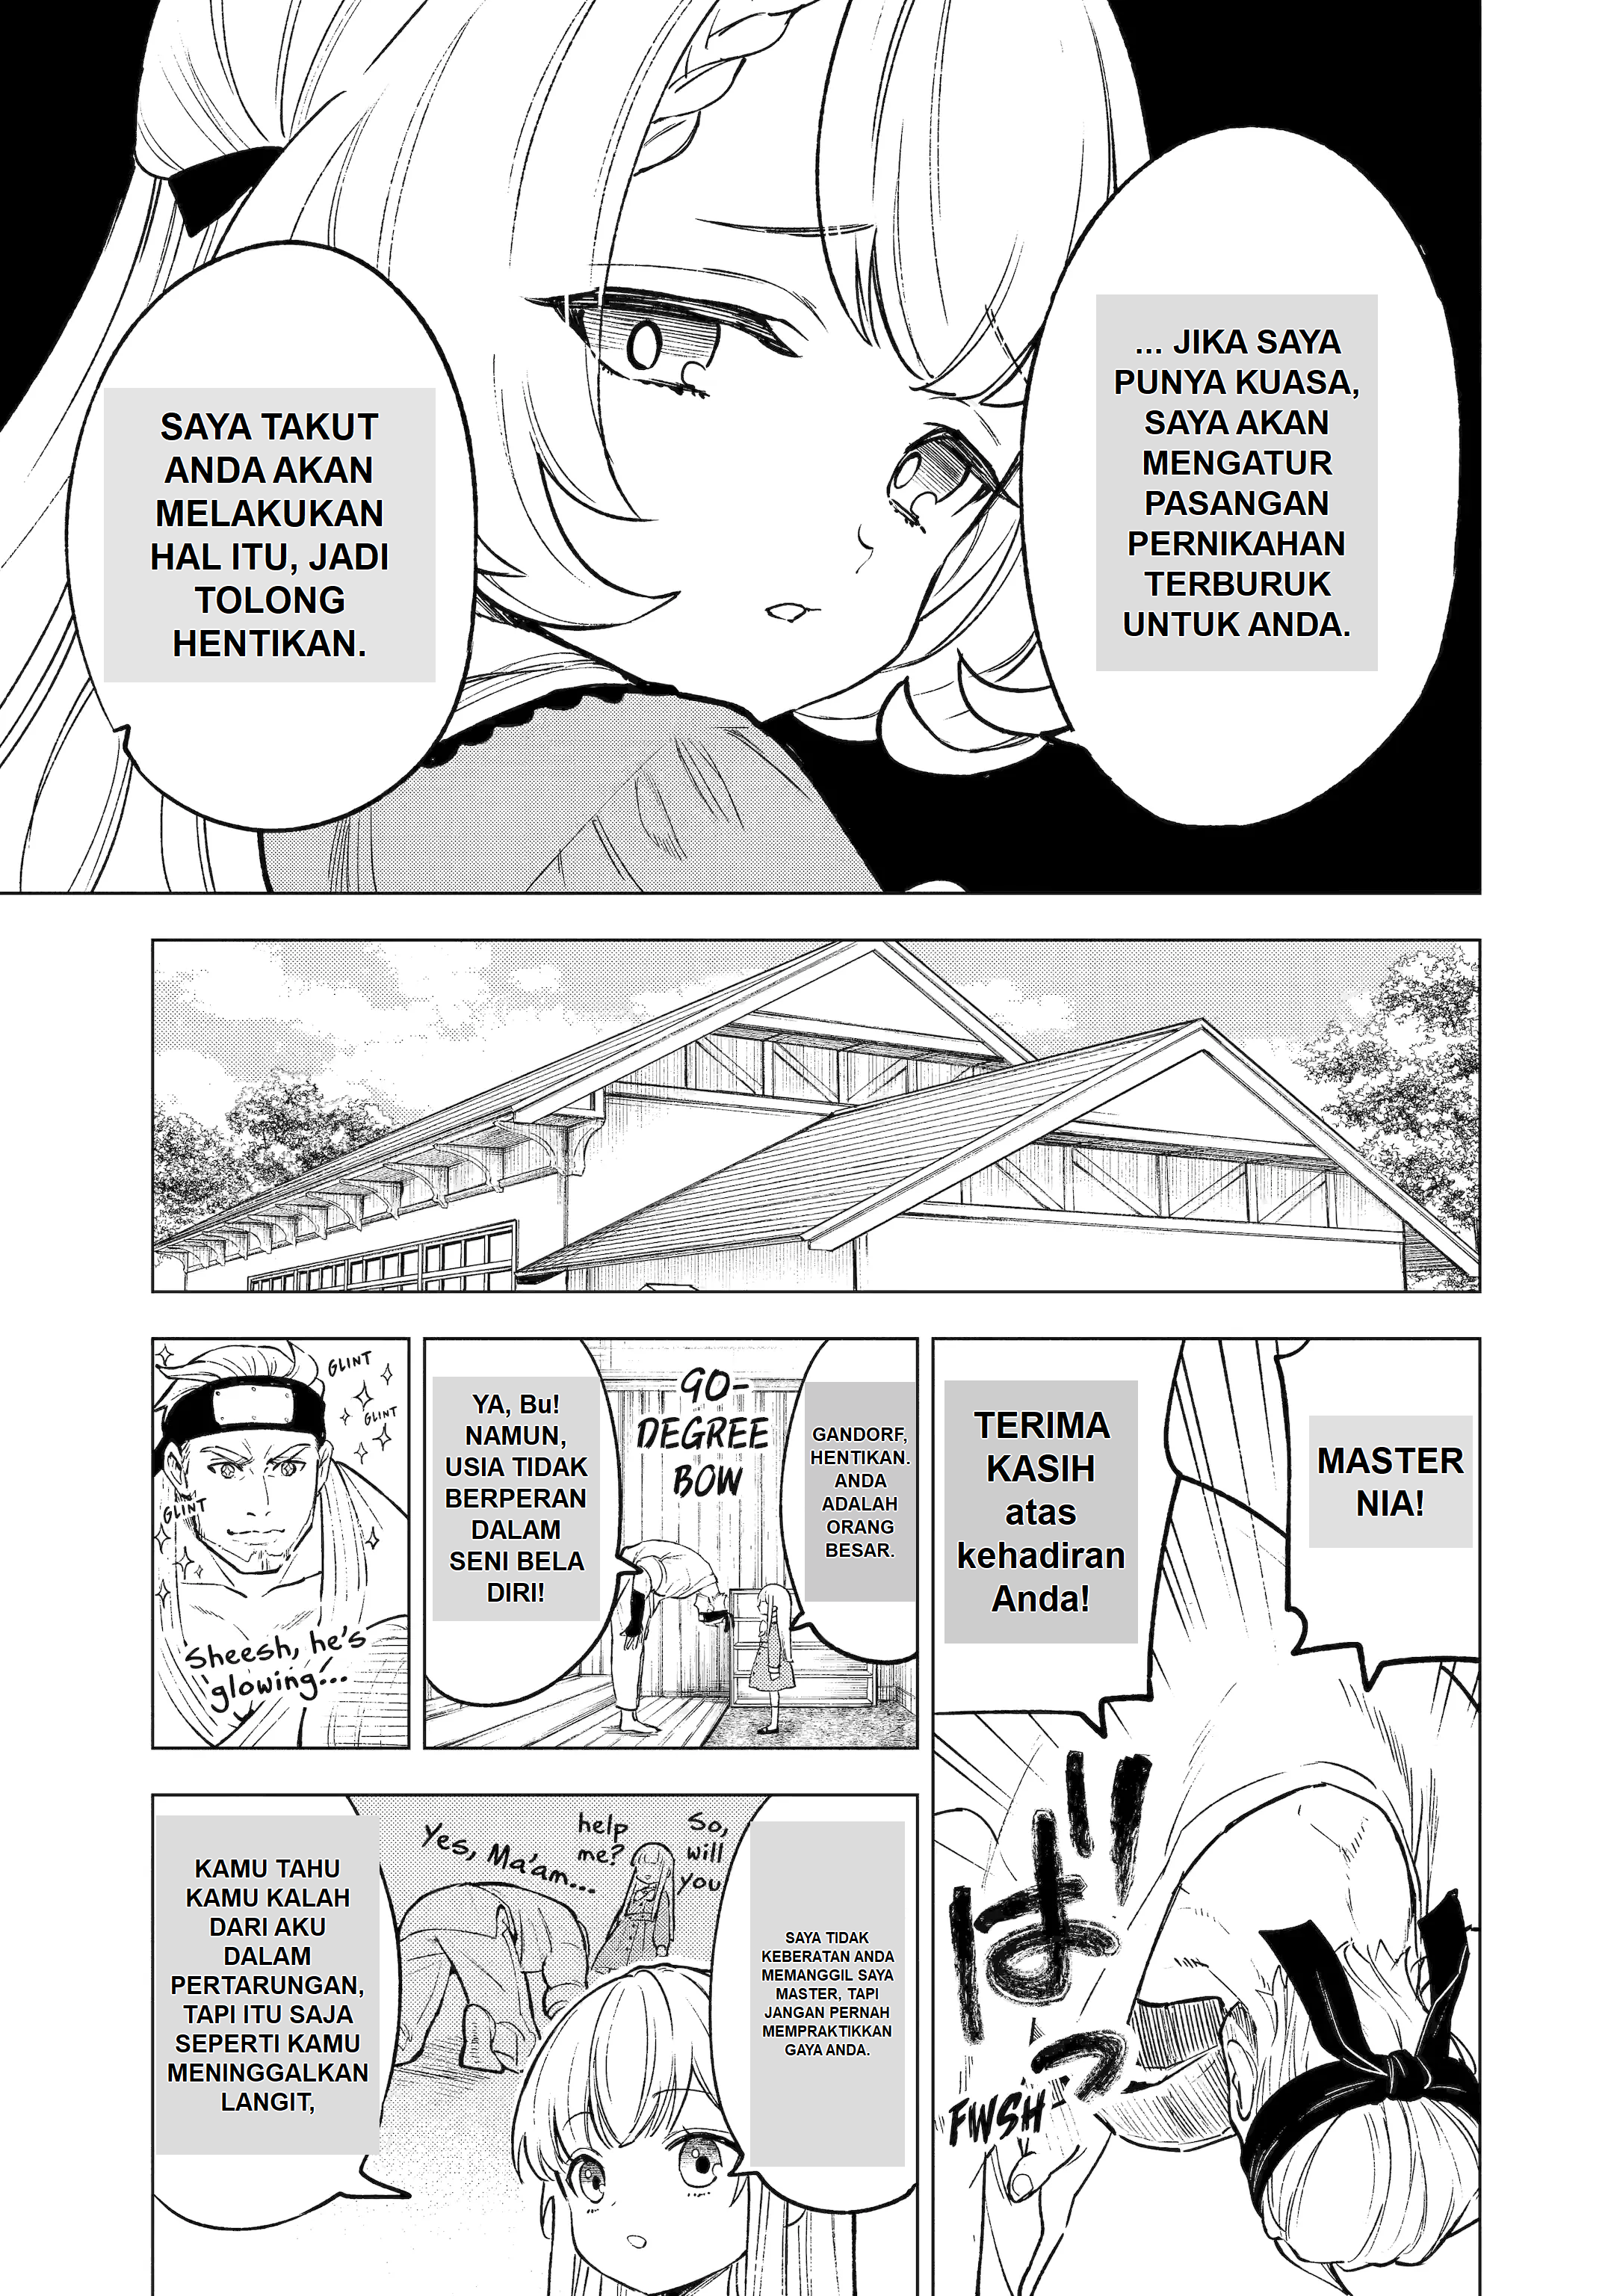 ... JIKA SAYA
PUNYA KUASA,
SAYA AKAN
MENGATUR
PASANGAN
PERNIKAHAN
TERBURUK
UNTUK ANDA.
SAYA TAKUT
ANDA AKAN
MELAKUKAN
HAL ITU, JADI
TOLONG
HENTIKAN.
MASTER
NIA!
TERIMA
KASIH
atas
kehadiran
Anda!
ばっ
FWSH
GANDORF,
HENTIKAN.
ANDA
ADALAH
ORANG
BESAR.
90-
DEGREE
BOW
YA, Bu!
NAMUN,
USIA TIDAK
BERPERAN
DALAM
SENI BELA
DIRI!
GLINT
GLINT
GLINT
Sheesh, he's
glowing...
SAYA TIDAK
KEBERATAN ANDA
MEMANGGIL SAYA
MASTER, TAPI
JANGAN PERNAH
MEMPRAKTIKKAN
GAYA ANDA.
So,
will
you
help
me?
Yes, Ma'am...
KAMU TAHU
KAMU KALAH
DARI AKU
DALAM
PERTARUNGAN,
TAPI ITU SAJA
SEPERTI KAMU
MENINGGALKAN
LANGIT,